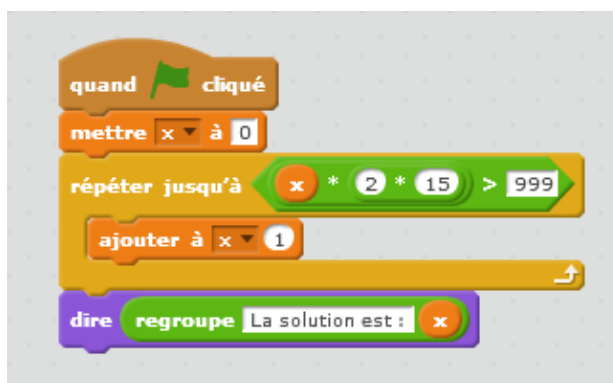 quand cliqué
mettre x à 0
répéter jusqu'à x * 2 * 15 > 999
ajouter à x 1
dire regroupe La solution est : x